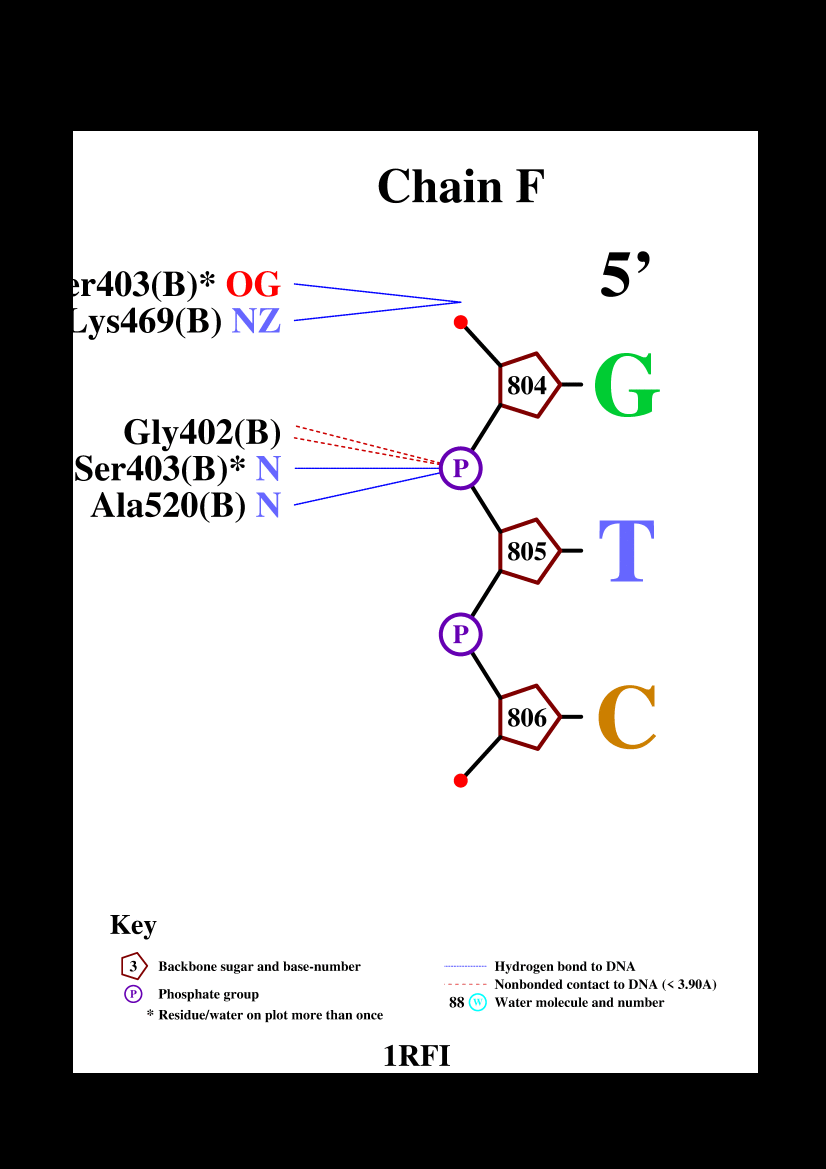 Chain F
5’
er403(B)* OG
Lys469(B) NZ
804 G
Gly402(B)
Ser403(B)* N P
Ala520(B) N
805 T
P
806 C
Key
3 Backbone sugar and base-number
P Phosphate group
* Residue/water on plot more than once
Hydrogen bond to DNA
Nonbonded contact to DNA (< 3.90A)
88 W Water molecule and number
1RFI